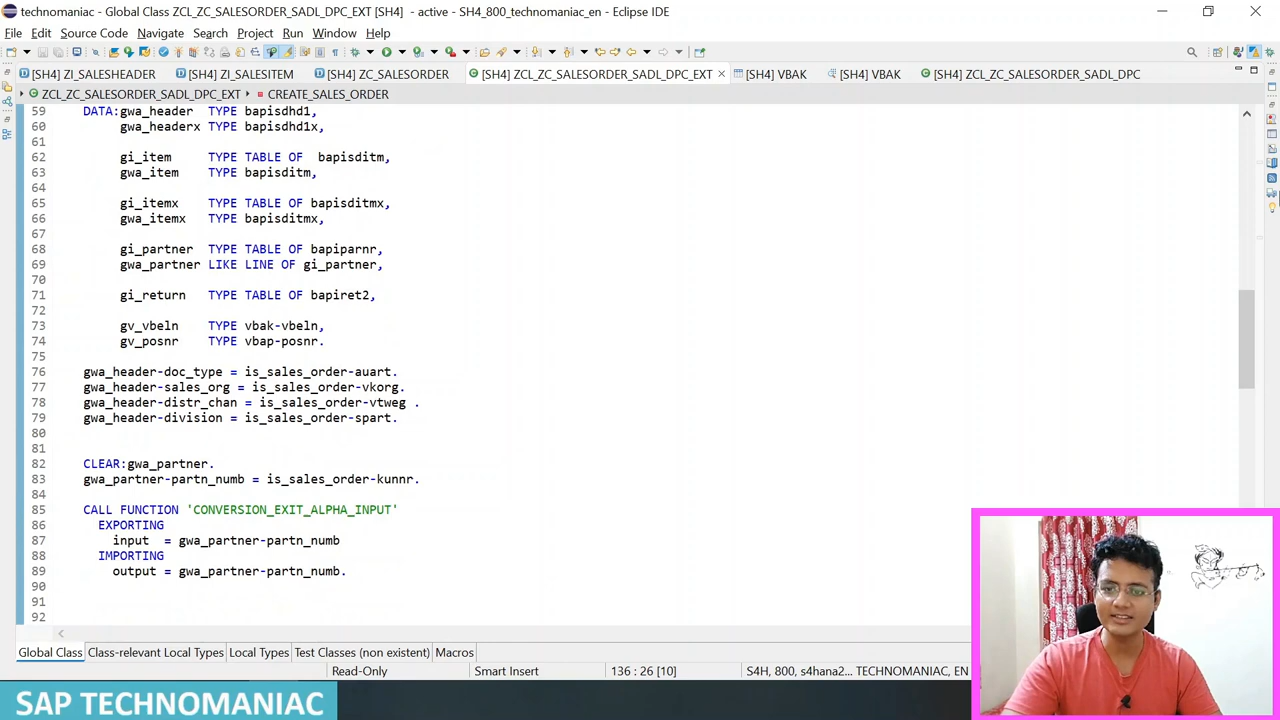 technomaniac - Global Class ZCL_ZC_SALESORDER_SADL_DPC_EXT [SH4] - active - SH4_800_technomaniac_en - Eclipse IDE
File Edit Source Code Navigate Search Project Run Window Help
[SH4] ZI_SALESHEADER [SH4] ZI_SALESITEM [SH4] ZC_SALESORDER [SH4] ZCL_ZC_SALESORDER_SADL_DPC_EXT [SH4] VBAK [SH4] VBAK [SH4] ZCL_ZC_SALESORDER_SADL_DPC
ZCL_ZC_SALESORDER_SADL_DPC_EXT CREATE_SALES_ORDER
59 DATA:gwa_header TYPE bapisdhd1,
60 gwa_headerx TYPE bapisdhd1x,
61
62 gi_item TYPE TABLE OF bapisditm,
63 gwa_item TYPE bapisditm,
64
65 gi_itemx TYPE TABLE OF bapisditmx,
66 gwa_itemx TYPE bapisditmx,
67
68 gi_partner TYPE TABLE OF bapiparnr,
69 gwa_partner LIKE LINE OF gi_partner,
70
71 gi_return TYPE TABLE OF bapiret2,
72
73 gv_vbeln TYPE vbak-vbeln,
74 gv_posnr TYPE vbap-posnr.
75
76 gwa_header-doc_type = is_sales_order-auart.
77 gwa_header-sales_org = is_sales_order-vkorg.
78 gwa_header-distr_chan = is_sales_order-vtweg .
79 gwa_header-division = is_sales_order-spart.
80
81
82 CLEAR:gwa_partner.
83 gwa_partner-partn_numb = is_sales_order-kunnr.
84
85 CALL FUNCTION 'CONVERSION_EXIT_ALPHA_INPUT'
86 EXPORTING
87 input = gwa_partner-partn_numb
88 IMPORTING
89 output = gwa_partner-partn_numb.
90
91
92
Global Class Class-relevant Local Types Local Types Test Classes (non existent) Macros
Read-Only Smart Insert 136 : 26 [10] S4H, 800, s4hana2... TECHNOMANIAC, EN
SAP TECHNOMANIAC